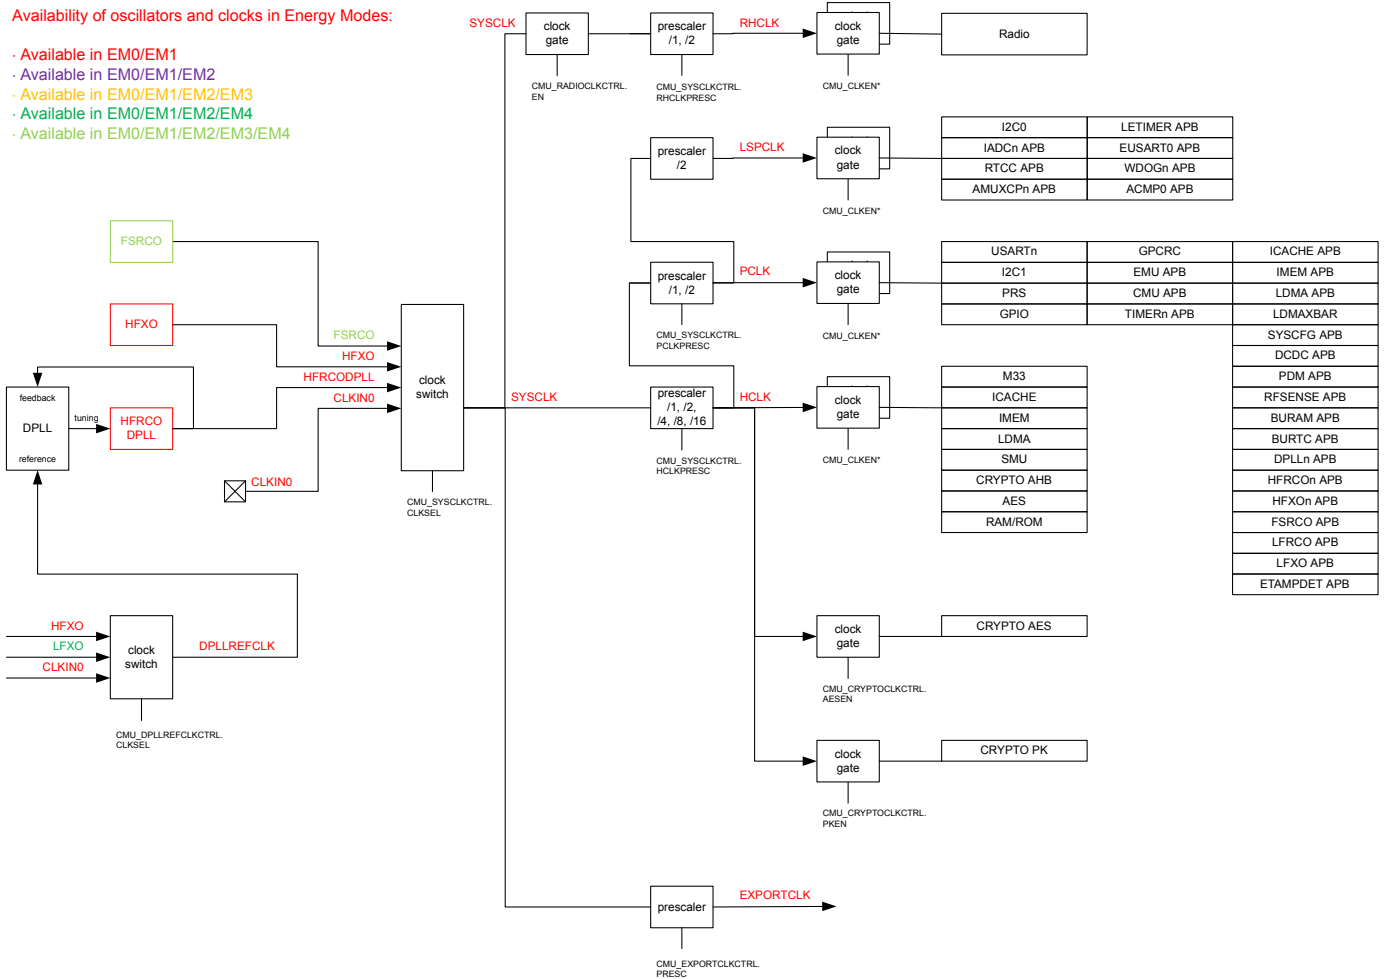 Availability of oscillators and clocks in Energy Modes:
· Available in EM0/EM1
· Available in EM0/EM1/EM2
· Available in EM0/EM1/EM2/EM3
· Available in EM0/EM1/EM2/EM4
· Available in EM0/EM1/EM2/EM3/EM4
SYSCLK
clock
gate
CMU_RADIOCLKCTRL.
EN
prescaler
/1, /2
CMU_SYSCLKCTRL.
RHCLKPRESC
RHCLK
clock
gate
CMU_CLKEN*
Radio
prescaler
/2
LSPCLK
clock
gate
CMU_CLKEN*
I2C0
LETIMER APB
IADCn APB
EUSART0 APB
RTCC APB
WDOGn APB
AMUXCPn APB
ACMP0 APB
prescaler
/1, /2
CMU_SYSCLKCTRL.
PCLKPRESC
PCLK
clock
gate
CMU_CLKEN*
USARTn
GPCRC
ICACHE APB
I2C1
EMU APB
IMEM APB
PRS
CMU APB
LDMA APB
GPIO
TIMERn APB
LDMAXBAR
SYSCFG APB
DCDC APB
PDM APB
RFSENSE APB
BURAM APB
BURTC APB
DPLLn APB
HFRCOn APB
HFXOn APB
FSRCO APB
LFRCO APB
LFXO APB
ETAMPDET APB
FSRCO
HFXO
feedback
DPLL
reference
tuning
HFRCO
DPLL
CLKIN0
FSRCO
HFXO
HFRCODPLL
CLKIN0
clock
switch
CMU_SYSCLKCTRL.
CLKSEL
SYSCLK
prescaler
/1, /2,
/4, /8, /16
CMU_SYSCLKCTRL.
HCLKPRESC
HCLK
clock
gate
CMU_CLKEN*
M33
ICACHE
IMEM
LDMA
SMU
CRYPTO AHB
AES
RAM/ROM
HFXO
LFXO
CLKIN0
clock
switch
CMU_DPLLREFCLKCTRL.
CLKSEL
DPLLREFCLK
clock
gate
CMU_CRYPTOCLKCTRL.
AESEN
CRYPTO AES
clock
gate
CMU_CRYPTOCLKCTRL.
PKEN
CRYPTO PK
prescaler
CMU_EXPORTCLKCTRL.
PRESC
EXPORTCLK